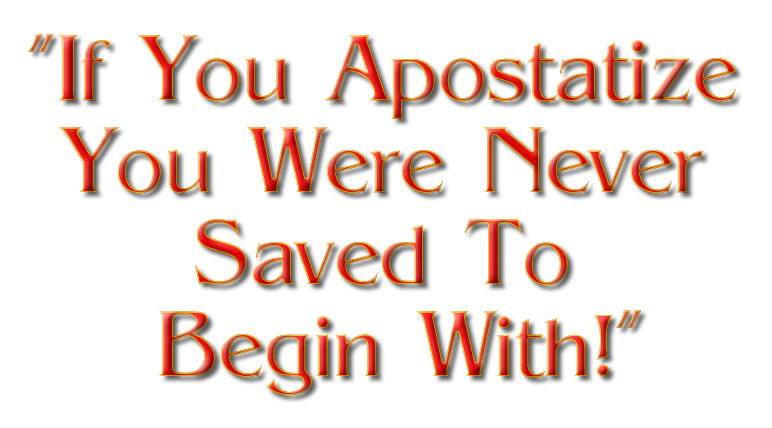 "If You Apostatize
You Were Never
Saved To
Begin With!"